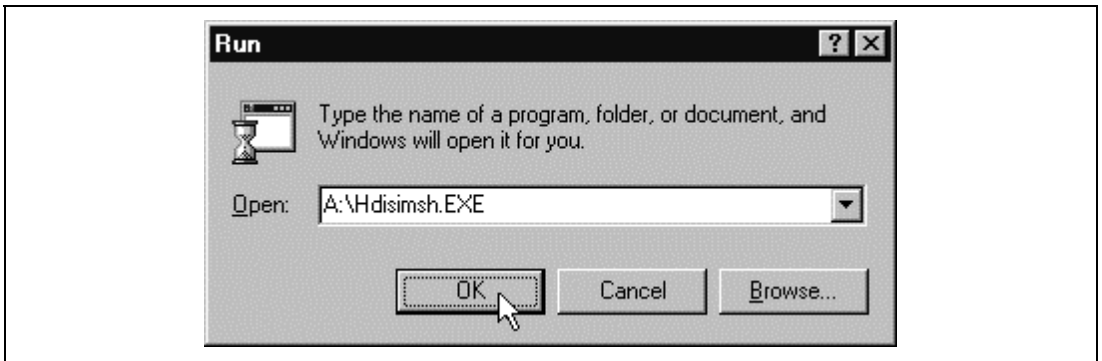 Run
Type the name of a program, folder, or document, and
Windows will open it for you.
Open: A:\Hdisimsh.EXE
OK Cancel Browse...